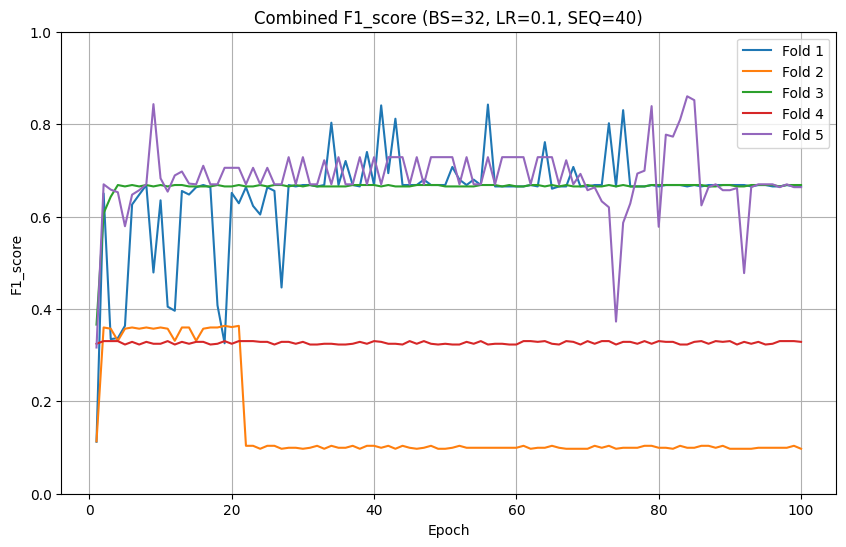 Combined F1_score (BS=32, LR=0.1, SEQ=40)
1.0
0.8
0.6
0.4
0.2
0.0
F1_score
0
20
40
60
80
100
Epoch
Fold 1
Fold 2
Fold 3
Fold 4
Fold 5